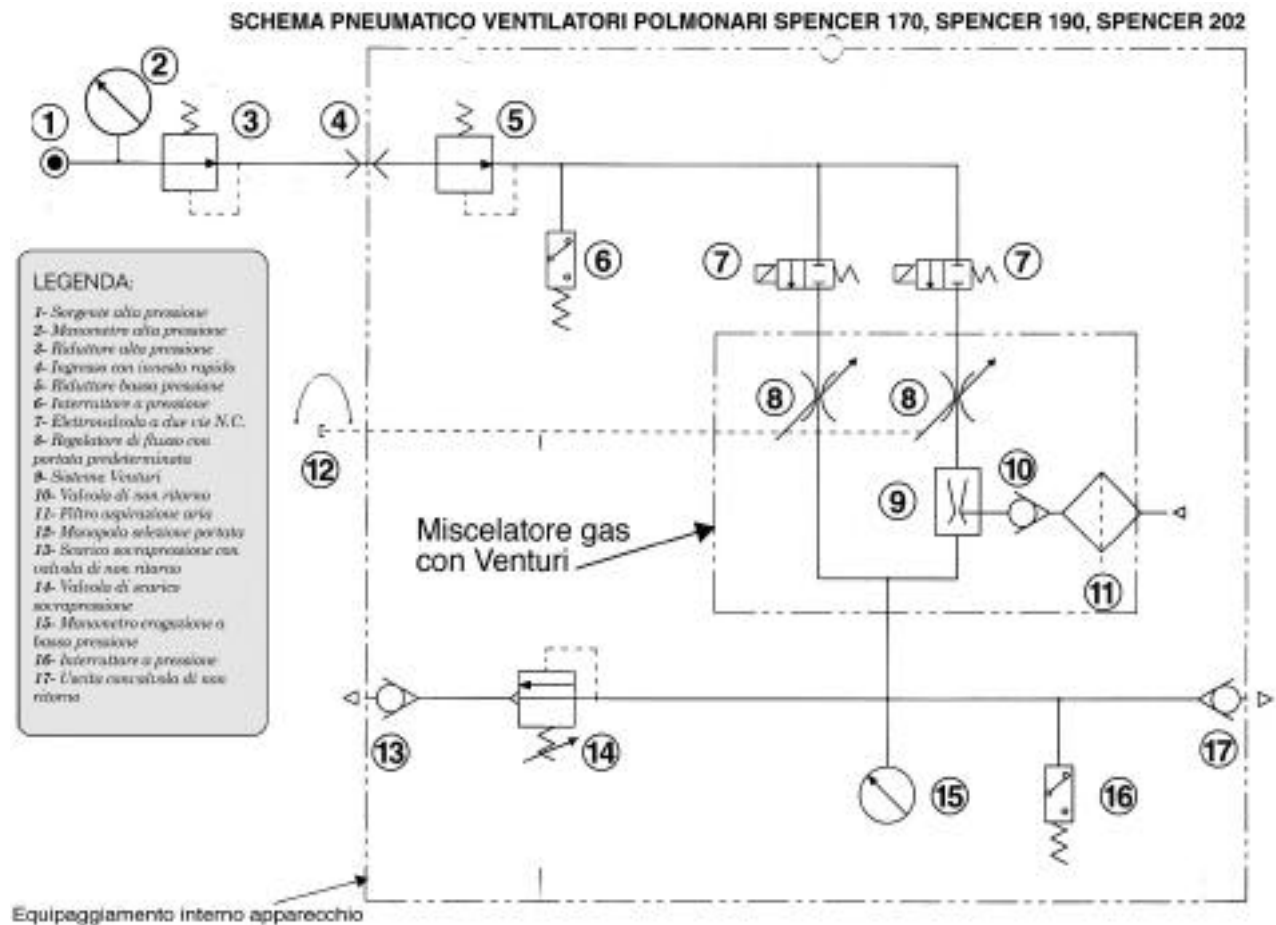 SCHEMA PNEUMATICO VENTILATORI POLMONARI SPENCER 170, SPENCER 190, SPENCER 202
1
2
3
4
5
6
7
7
8
8
9
10
11
12
Miscelatore gas
con Venturi
13
14
15
16
17
LEGENDA:
1- Sorgente alta pressione
2- Manometro alta pressione
3- Riduttore alta pressione
4- Ingresso con innesto rapido
5- Riduttore bassa pressione
6- Interruttore a pressione
7- Elettrovalvola a due vie N.C.
8- Regolatore di flusso con
portata predeterminata
9- Sistema Venturi
10- Valvola di non ritorno
11- Filtro aspirazione aria
12- Manopola selezione portata
13- Scarico sovrapressione con
valvola di non ritorno
14- Valvola di scarico
sovrapressione
15- Manometro erogazione a
bassa pressione
16- Interruttore a pressione
17- Uscita con valvola di non
ritorno
Equipaggiamento interno apparecchio